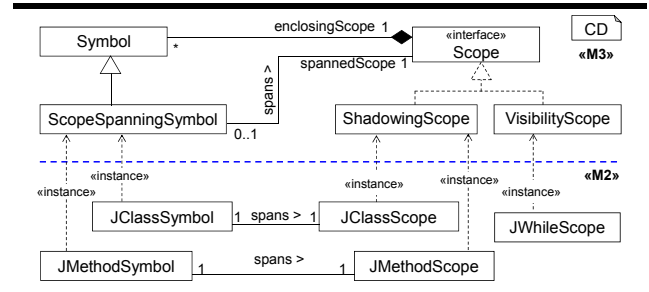 enclosingScope 1
Symbol
*
«interface»
Scope
CD
«M3»
spannedScope 1
spans >
ScopeSpanningSymbol
0..1
ShadowingScope
VisibilityScope
«M2»
«instance»
«instance»
«instance»
«instance»
«instance»
JClassSymbol
1 spans > 1
JClassScope
JWhileScope
JMethodSymbol
1 spans > 1
JMethodScope